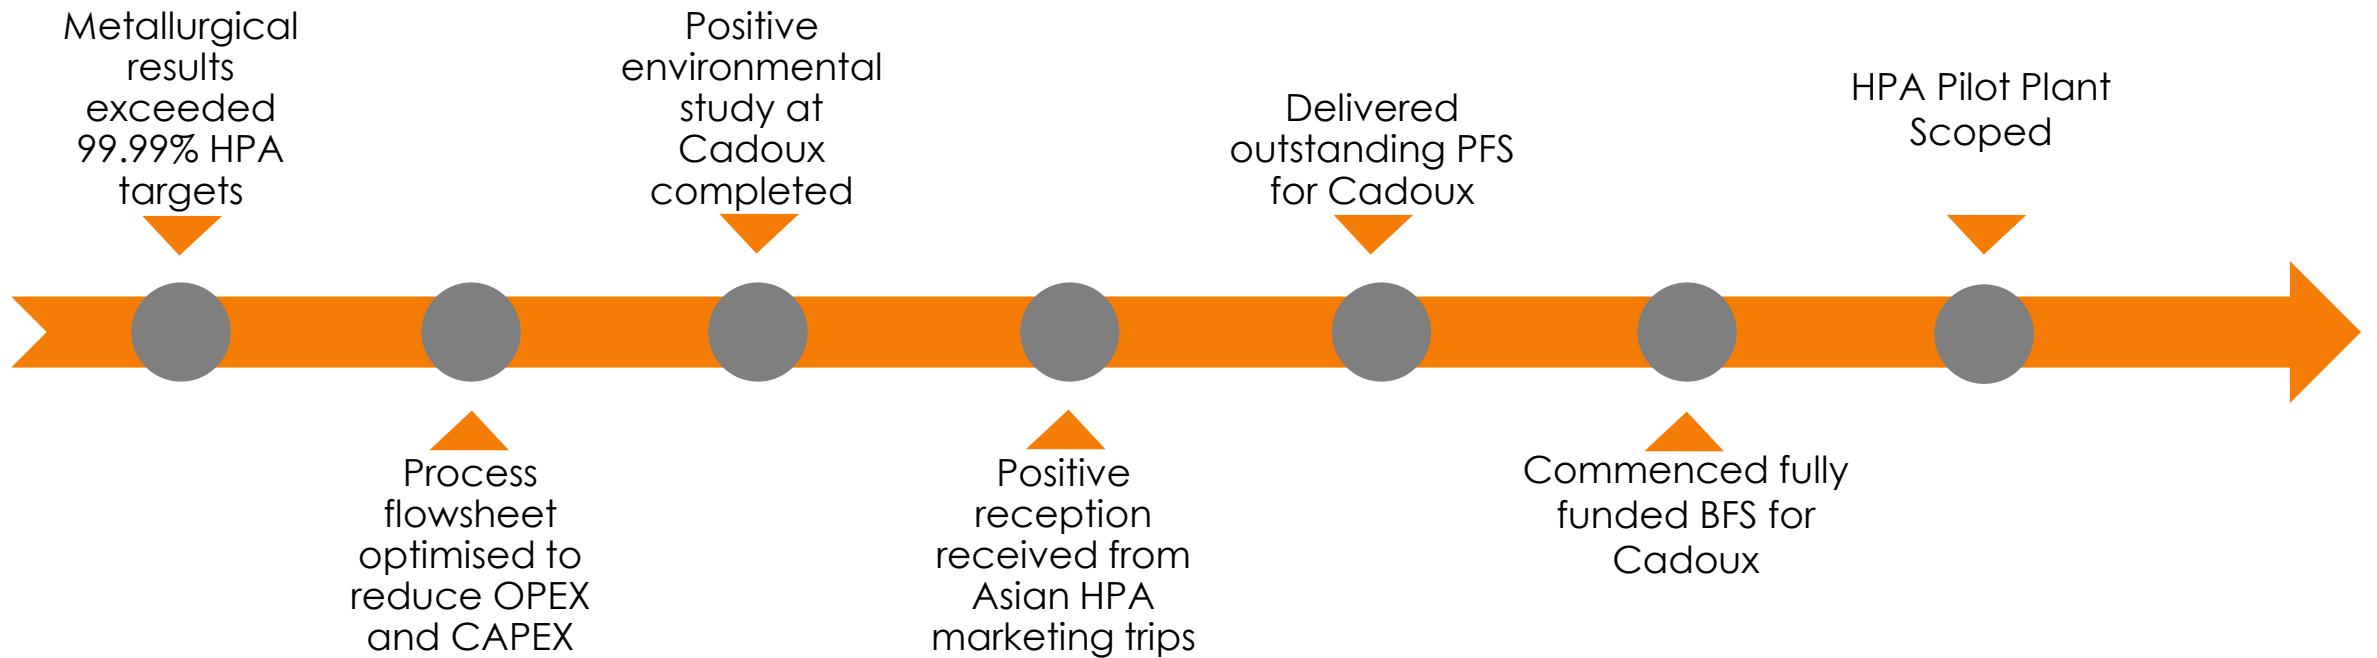 Metallurgical
results
exceeded
99.99% HPA
targets
Process
flowsheet
optimised to
reduce OPEX
and CAPEX
Positive
environmental
study at
Cadoux
completed
Positive
reception
received from
Asian HPA
marketing trips
Delivered
outstanding PFS
for Cadoux
Commenced fully
funded BFS for
Cadoux
HPA Pilot Plant
Scoped